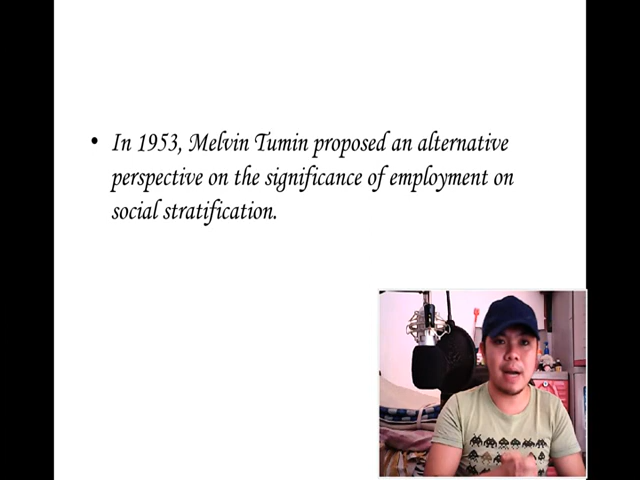 • In 1953, Melvin Tumin proposed an alternative
perspective on the significance of employment on
social stratification.